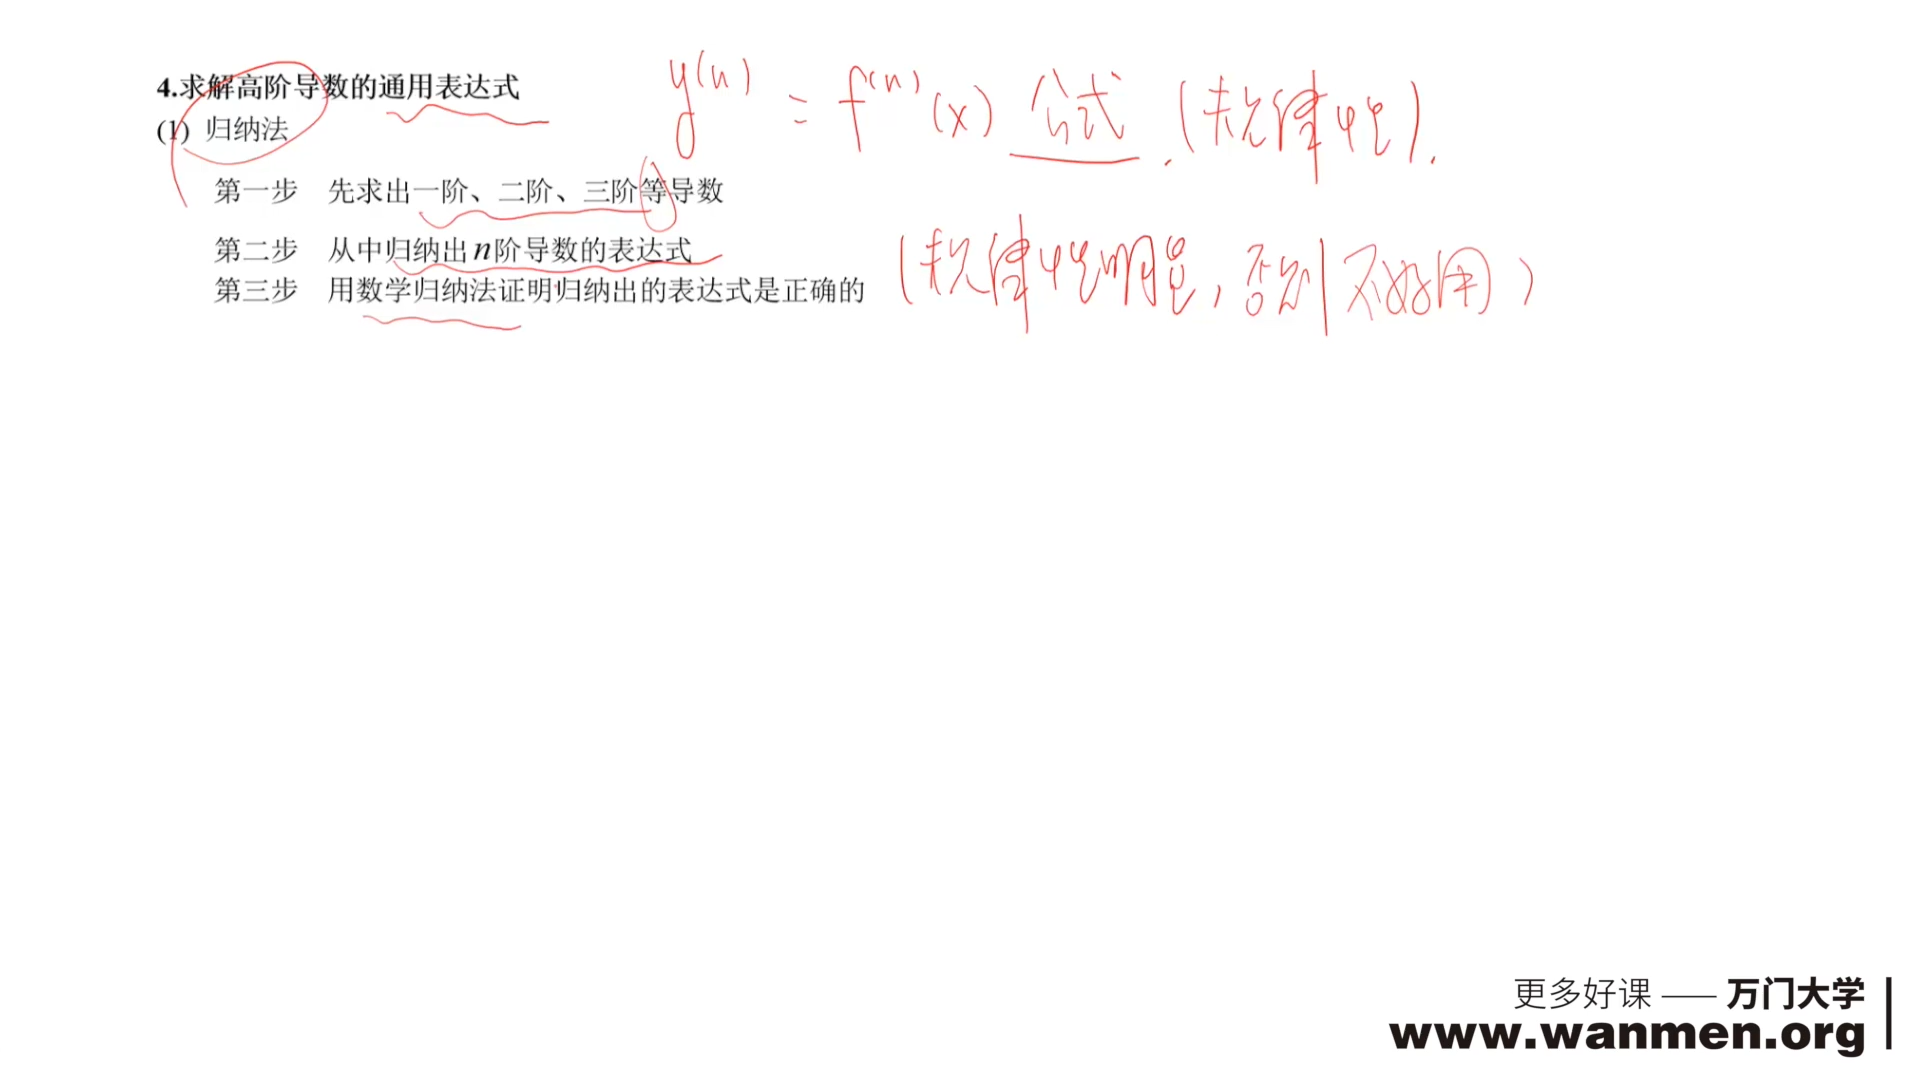 4.求解高阶导数的通用表达式
y(n) = f(n)(x) 公式.(规律性).
(1) 归纳法
第一步 先求出一阶、二阶、三阶等导数
第二步 从中归纳出n阶导数的表达式
(规律性明显,否则不好用)
第三步 用数学归纳法证明归纳出的表达式是正确的
更多好课 —— 万门大学
www.wanmen.org